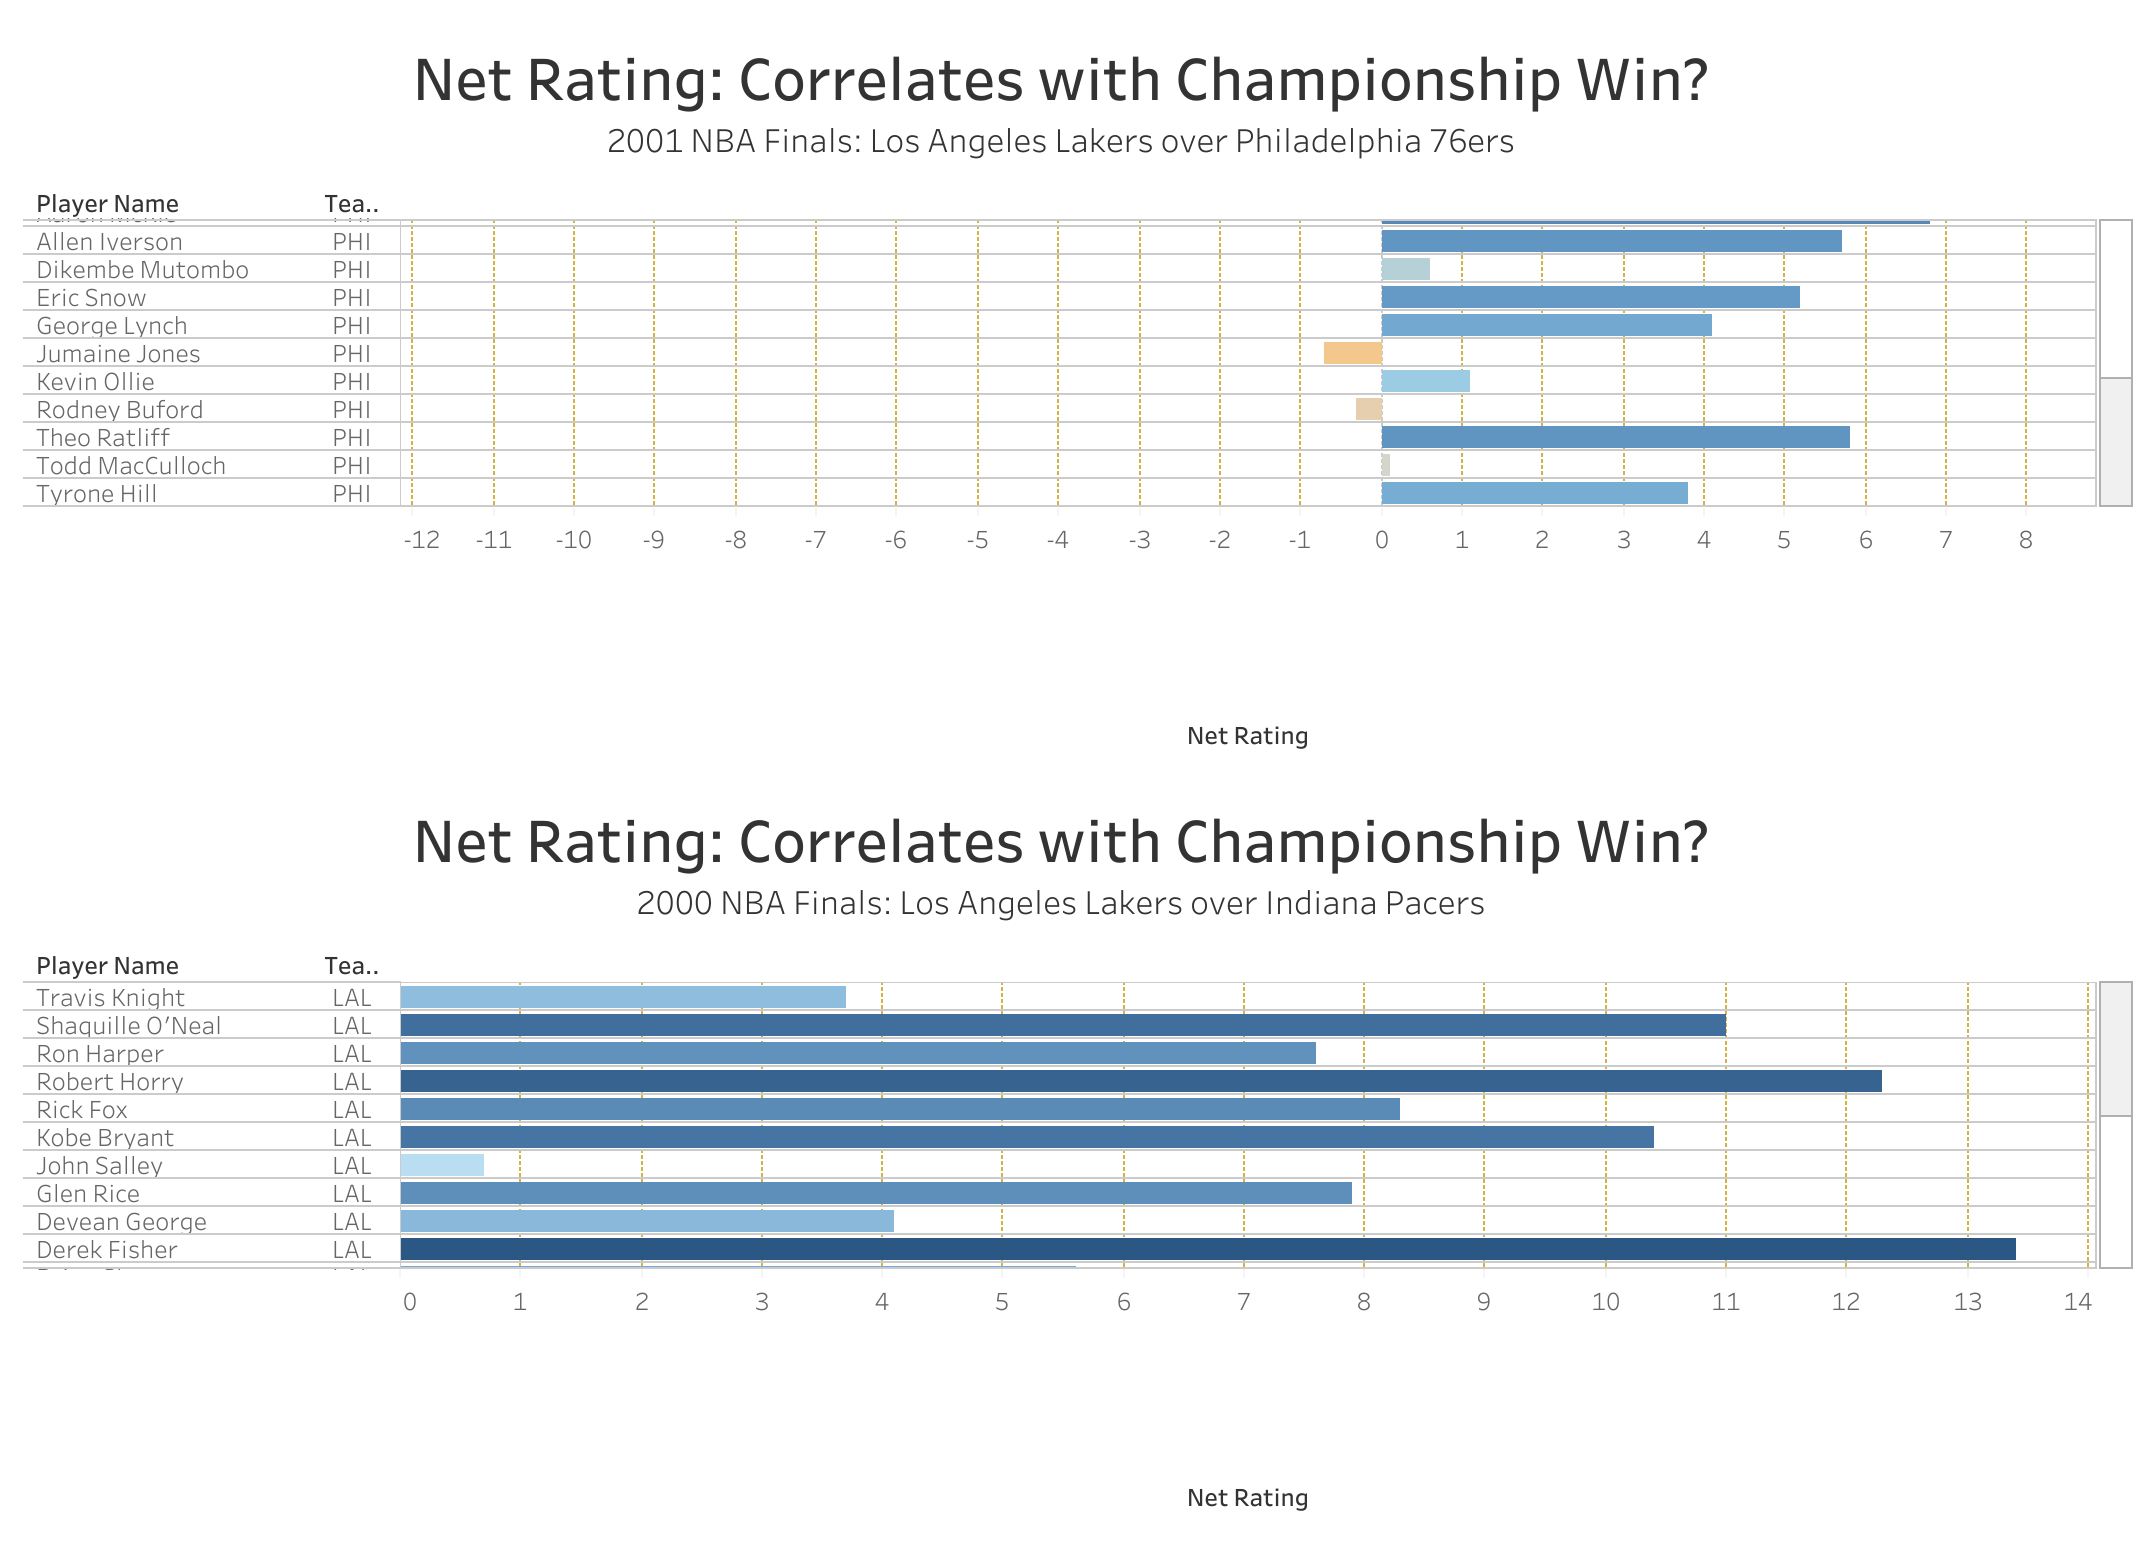 Net Rating: Correlates with Championship Win?
2001 NBA Finals: Los Angeles Lakers over Philadelphia 76ers
Player Name Tea..
Allen Iverson PHI
Dikembe Mutombo PHI
Eric Snow PHI
George Lynch PHI
Jumaine Jones PHI
Kevin Ollie PHI
Rodney Buford PHI
Theo Ratliff PHI
Todd MacCulloch PHI
Tyrone Hill PHI
-12 -11 -10 -9 -8 -7 -6 -5 -4 -3 -2 -1 0 1 2 3 4 5 6 7 8
Net Rating
Net Rating: Correlates with Championship Win?
2000 NBA Finals: Los Angeles Lakers over Indiana Pacers
Player Name Tea..
Travis Knight LAL
Shaquille O'Neal LAL
Ron Harper LAL
Robert Horry LAL
Rick Fox LAL
Kobe Bryant LAL
John Salley LAL
Glen Rice LAL
Devean George LAL
Derek Fisher LAL
0 1 2 3 4 5 6 7 8 9 10 11 12 13 14
Net Rating